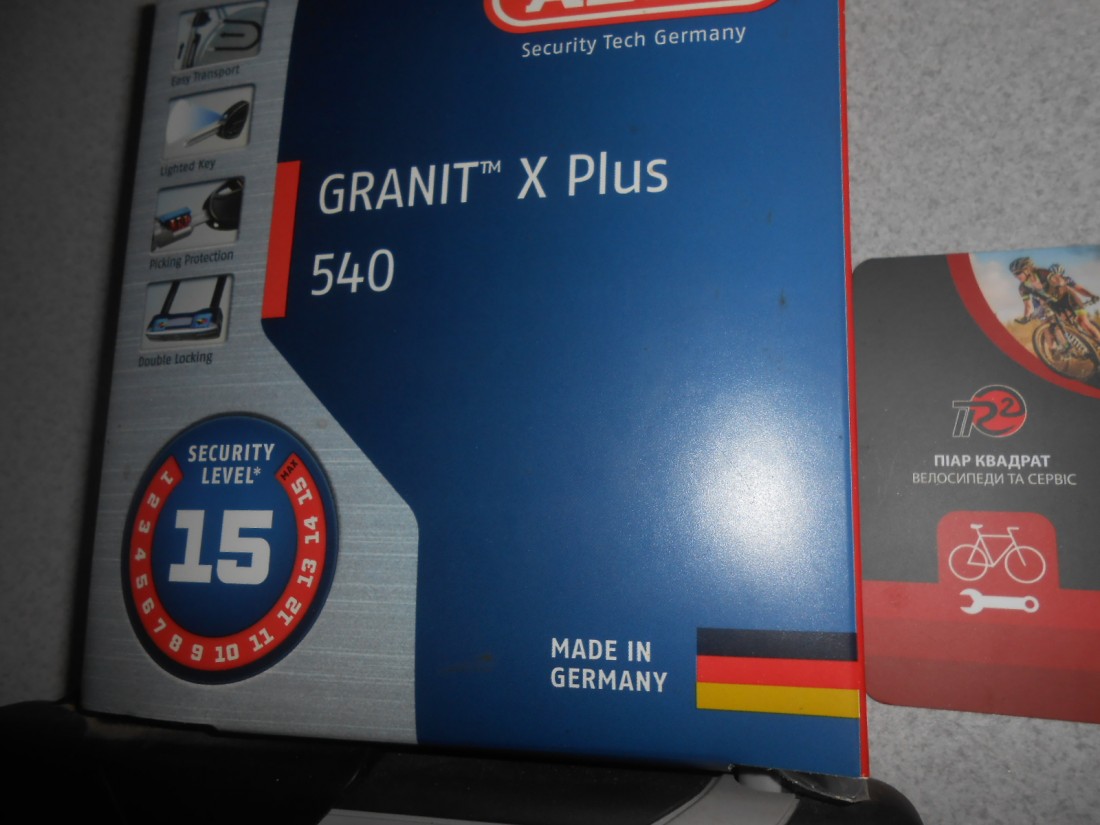 Security Tech Germany
Easy Transport
Lighted Key
Picking Protection
Double Locking
GRANIT™ X Plus
540
SECURITY
LEVEL*
15
1 2 3 4 5 6 7 8 9 10 11 12 13 14 15 MAX
MADE IN
GERMANY
ПІАР КВАДРАТ
ВЕЛОСИПЕДИ ТА СЕРВІС